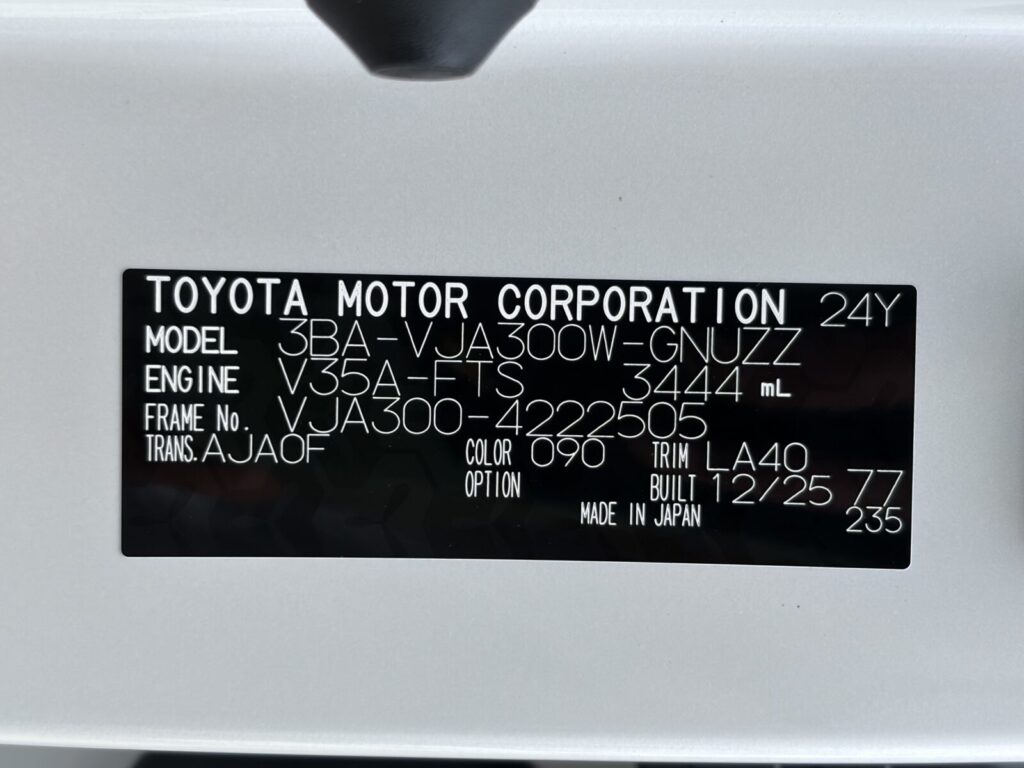 TOYOTA MOTOR CORPORATION 24Y
MODEL 3BA-VJA300W-GNUZZ
ENGINE V35A-FTS 3444 mL
FRAME No. VJA300-4222505
TRANS. AJA0F COLOR 090 TRIM LA40
OPTION BUILT 12/25 77
MADE IN JAPAN 235